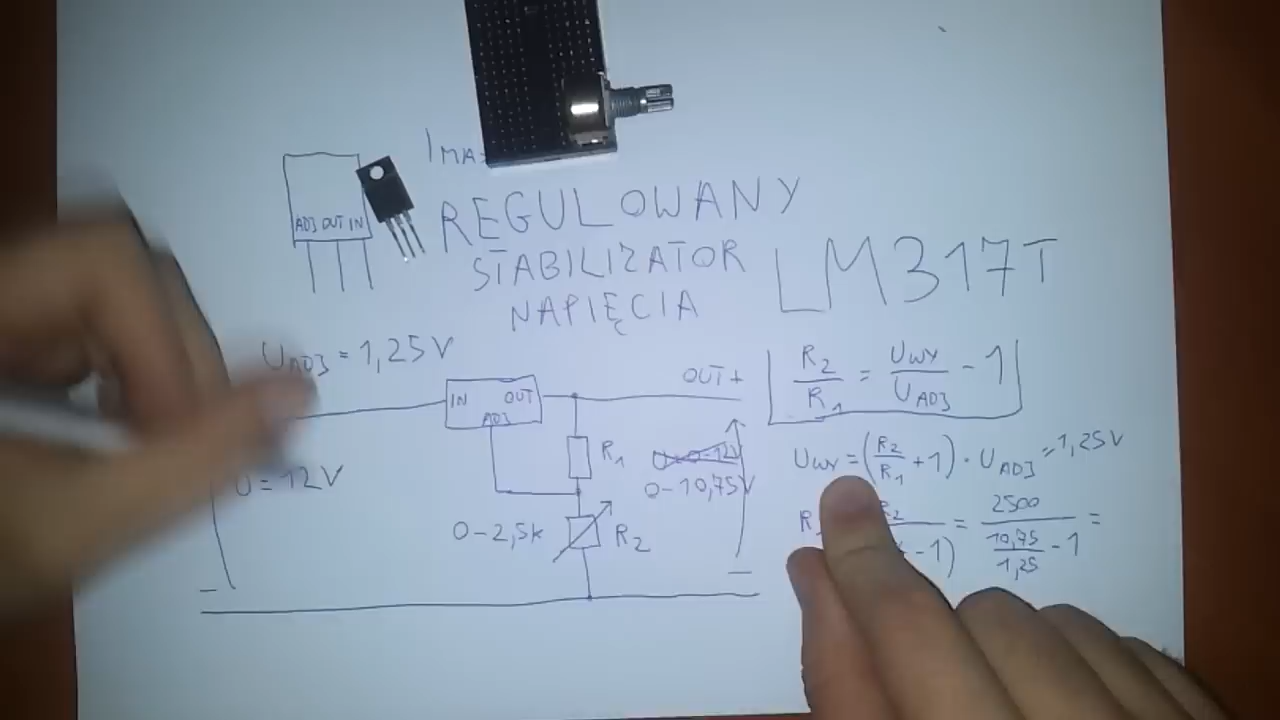 IMA
ADJ OUT IN
REGULOWANY
STABILIZATOR
NAPIĘCIA
LM317T
UADJ = 1,25V
IN OUT
ADJ
OUT+
R2/R1 = UWY/UADJ - 1
U = 12V
R1
0-10,75V
0-2,5k
R2
UWY = (R2/R1 + 1) · UADJ = 1,25V
R2 - 1) = 2500/(10,75/1,25 - 1) =